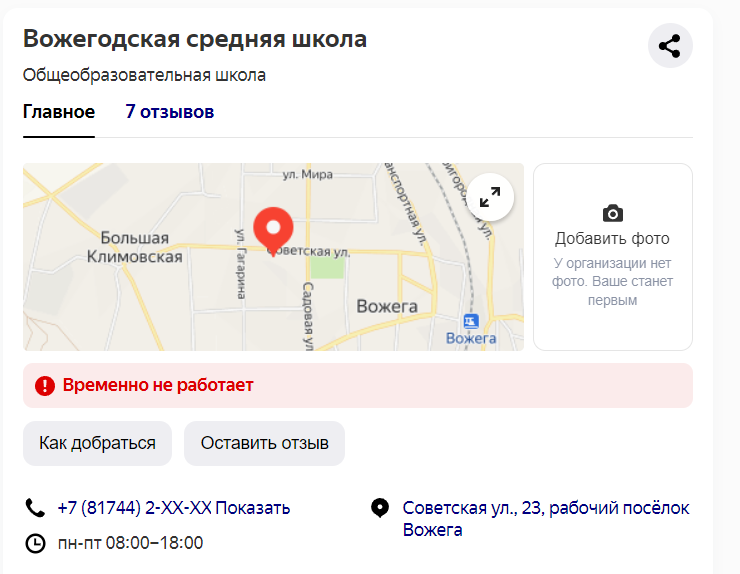 Вожегодская средняя школа
Общеобразовательная школа
Главное 7 отзывов
ул. Мира
Большая
Климовская
ул. Гагарина
Советская ул.
Садовая ул
Вожега
Вожега
Добавить фото
У организации нет
фото. Ваше станет
первым
Временно не работает
Как добраться Оставить отзыв
+7 (81744) 2-XX-XX Показать
пн-пт 08:00–18:00
Советская ул., 23, рабочий посёлок
Вожега